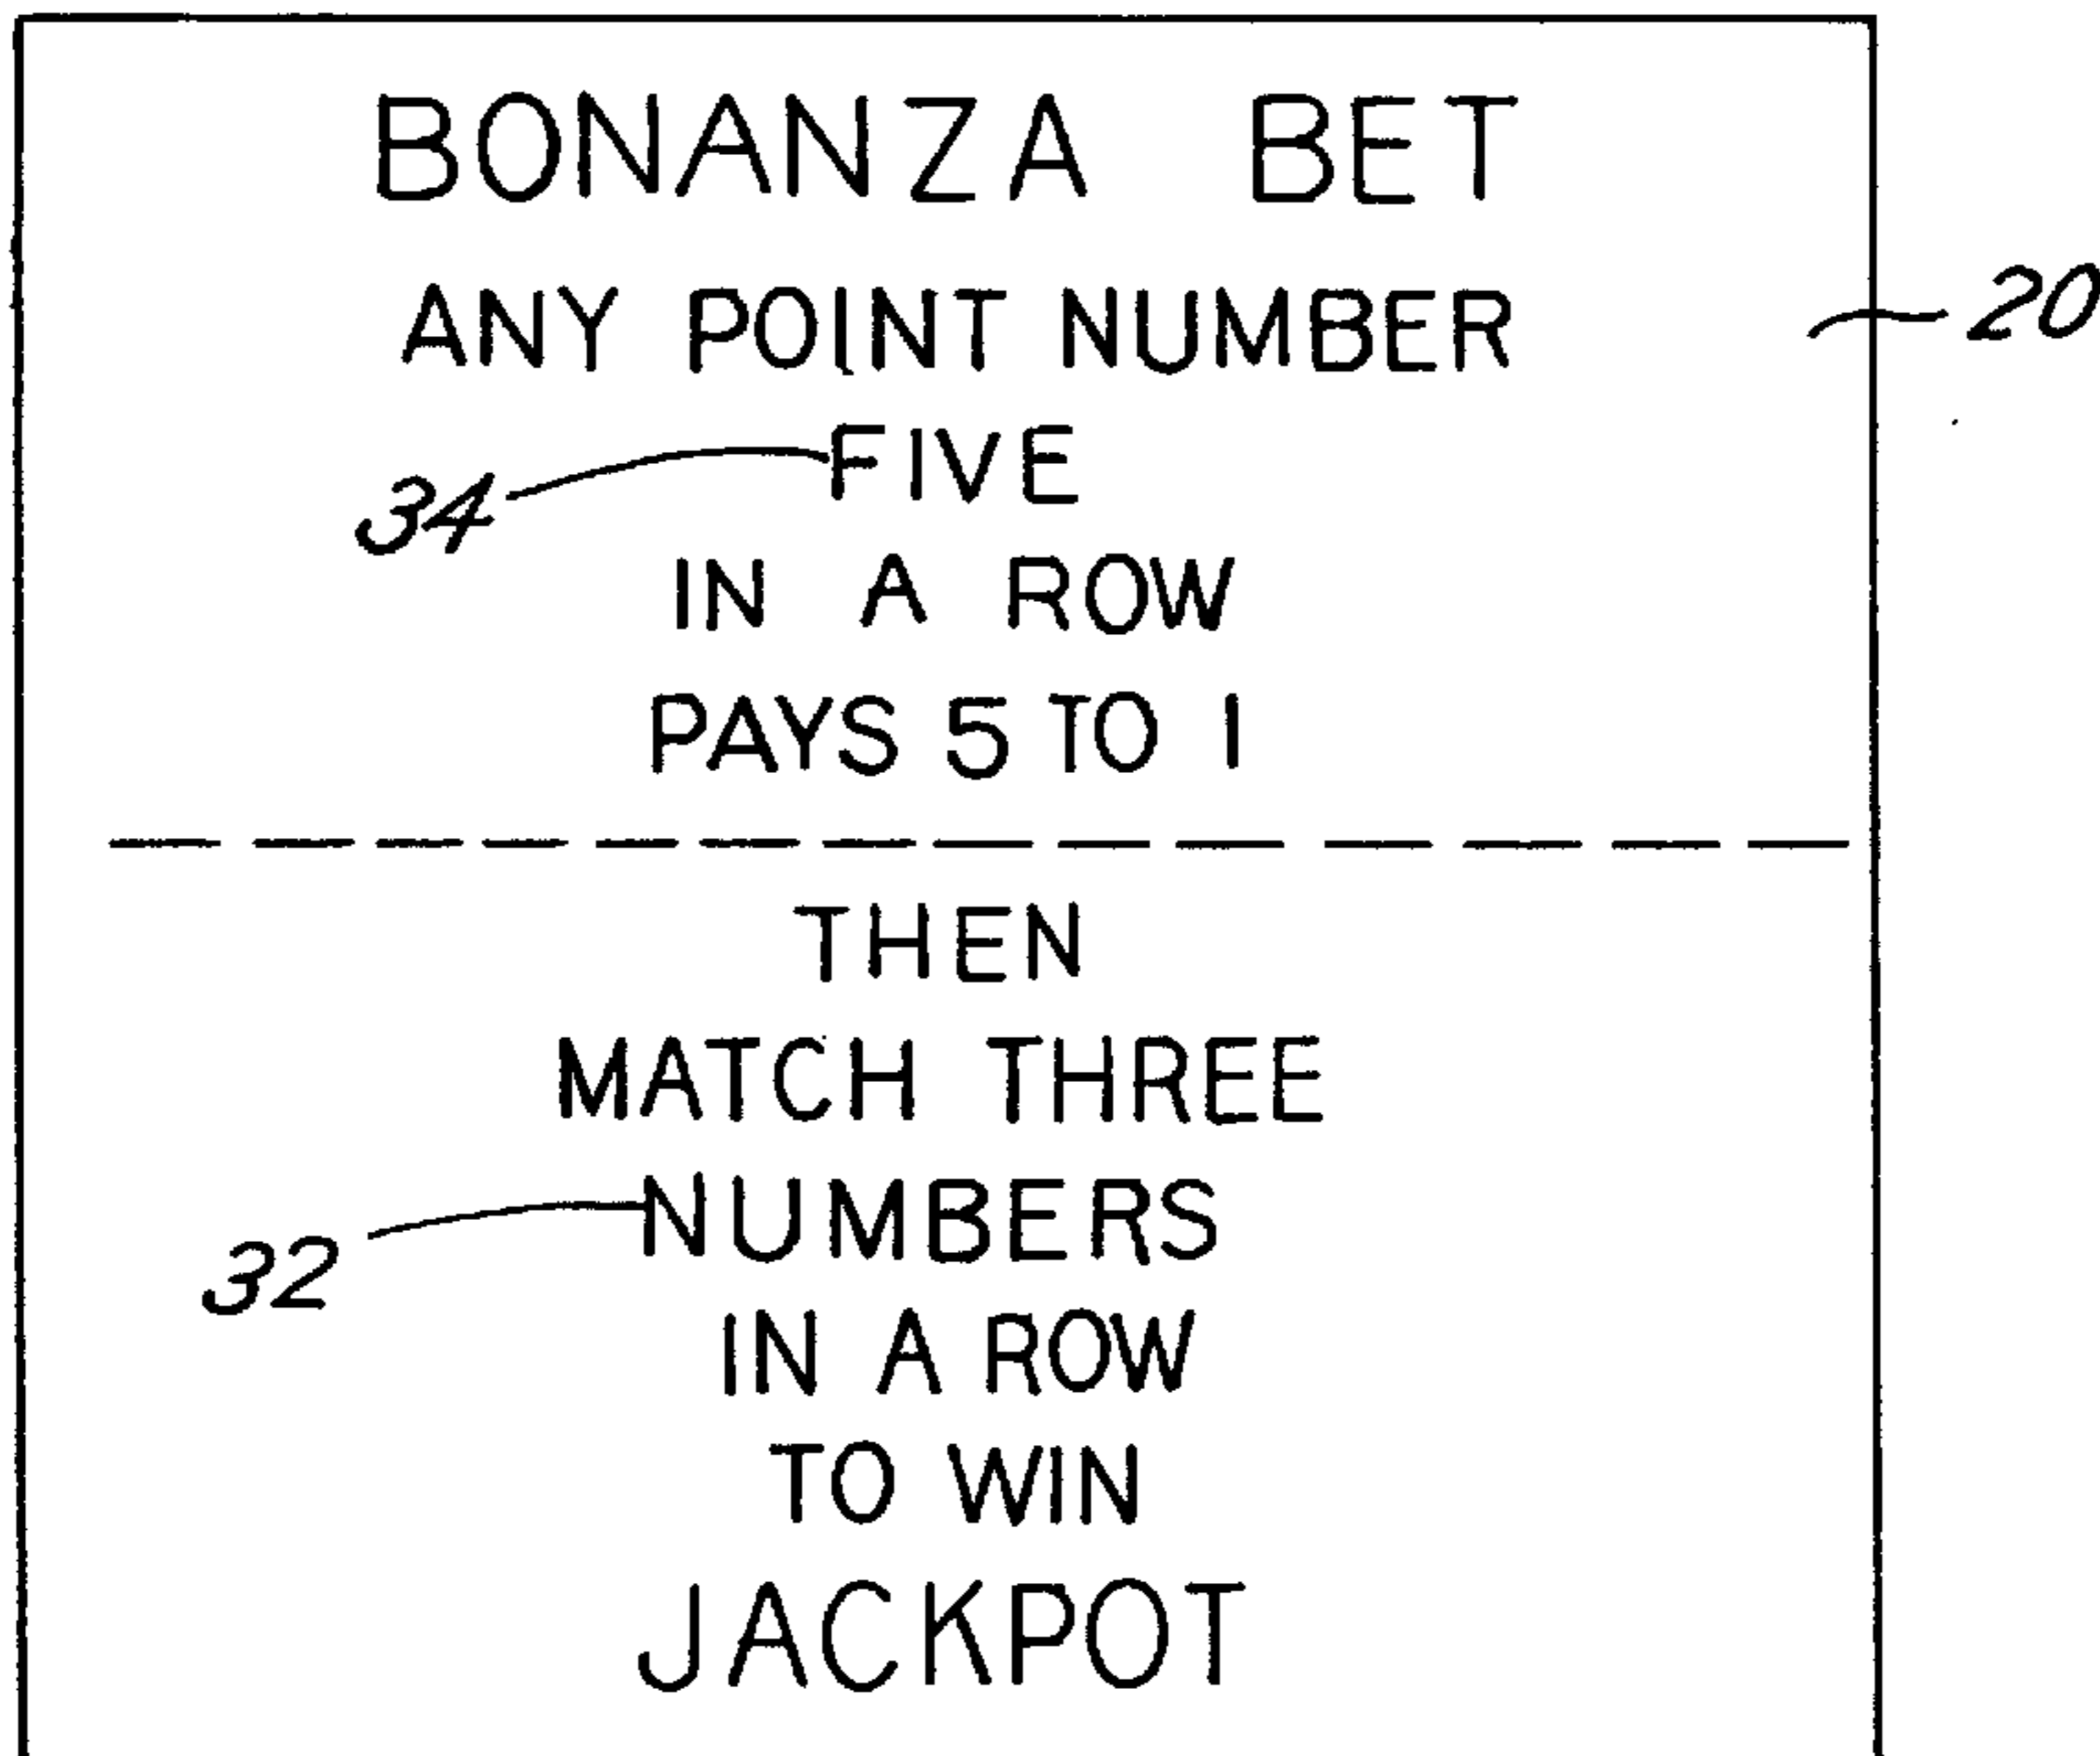 BONANZA BET
ANY POINT NUMBER
20
FIVE
34
IN A ROW
PAYS 5 TO 1
THEN
MATCH THREE
NUMBERS
32
IN A ROW
TO WIN
JACKPOT